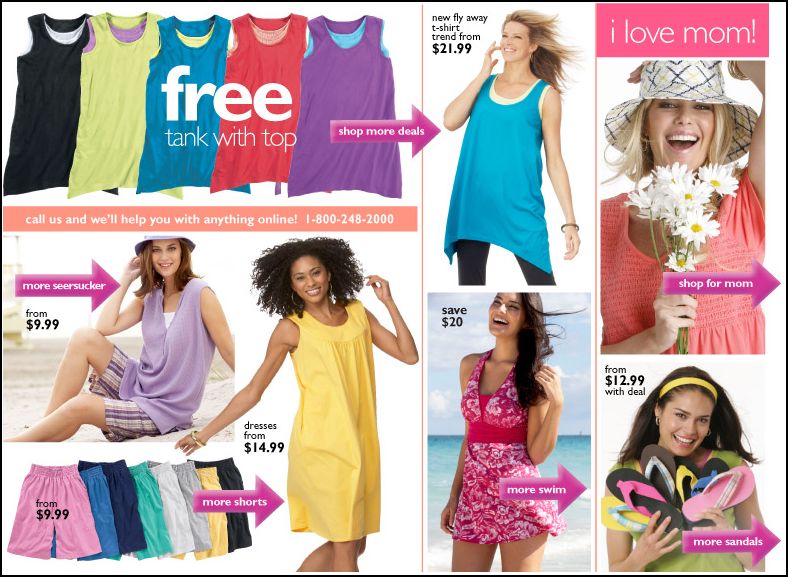 free
tank with top
shop more deals
call us and we'll help you with anything online! 1-800-248-2000
more seersucker
from
$9.99
dresses
from
$14.99
from
$9.99
more shorts
new fly away
t-shirt
trend from
$21.99
save
$20
more swim
i love mom!
shop for mom
from
$12.99
with deal
more sandals